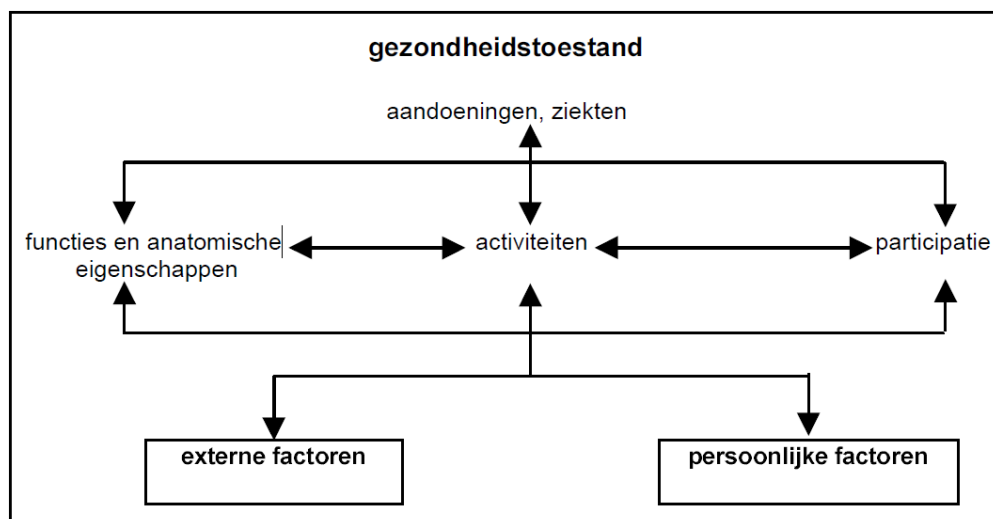 gezondheidstoestand
aandoeningen, ziekten
functies en anatomische
eigenschappen
activiteiten
participatie
externe factoren
persoonlijke factoren